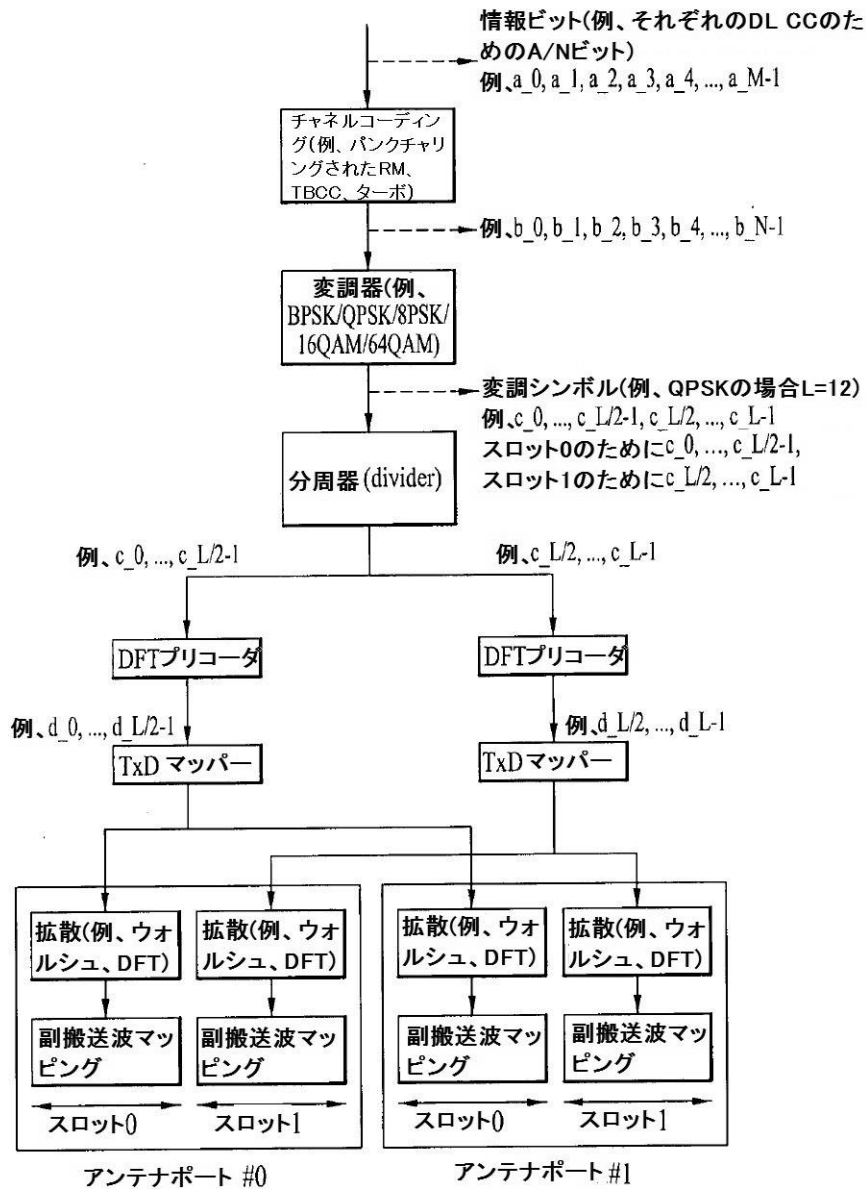 情報ビット(例、それぞれのDL CCのた
めのA/Nビット)
例、a_0, a_1, a_2, a_3, a_4, ..., a_M-1
チャネルコーディン
グ(例、パンクチャリ
ングされたRM、
TBCC、ターボ)
例、b_0, b_1, b_2, b_3, b_4, ..., b_N-1
変調器(例、
BPSK/QPSK/8PSK/
16QAM/64QAM)
変調シンボル(例、QPSKの場合L=12)
例、c_0, ..., c_L/2-1, c_L/2, ..., c_L-1
スロット0のためにc_0, ..., c_L/2-1,
スロット1のためにc_L/2, ..., c_L-1
分周器(divider)
例、c_0, ..., c_L/2-1
例、c_L/2, ..., c_L-1
DFTプリコーダ
DFTプリコーダ
例、d_0, ..., d_L/2-1
例、d_L/2, ..., d_L-1
TxD マッパー
TxD マッパー
拡散(例、ウォ
ルシュ、DFT)
拡散(例、ウォ
ルシュ、DFT)
拡散(例、ウォ
ルシュ、DFT)
拡散(例、ウォ
ルシュ、DFT)
副搬送波マッ
ピング
副搬送波マッ
ピング
副搬送波マッ
ピング
副搬送波マッ
ピング
スロット0
スロット1
スロット0
スロット1
アンテナポート #0
アンテナポート #1